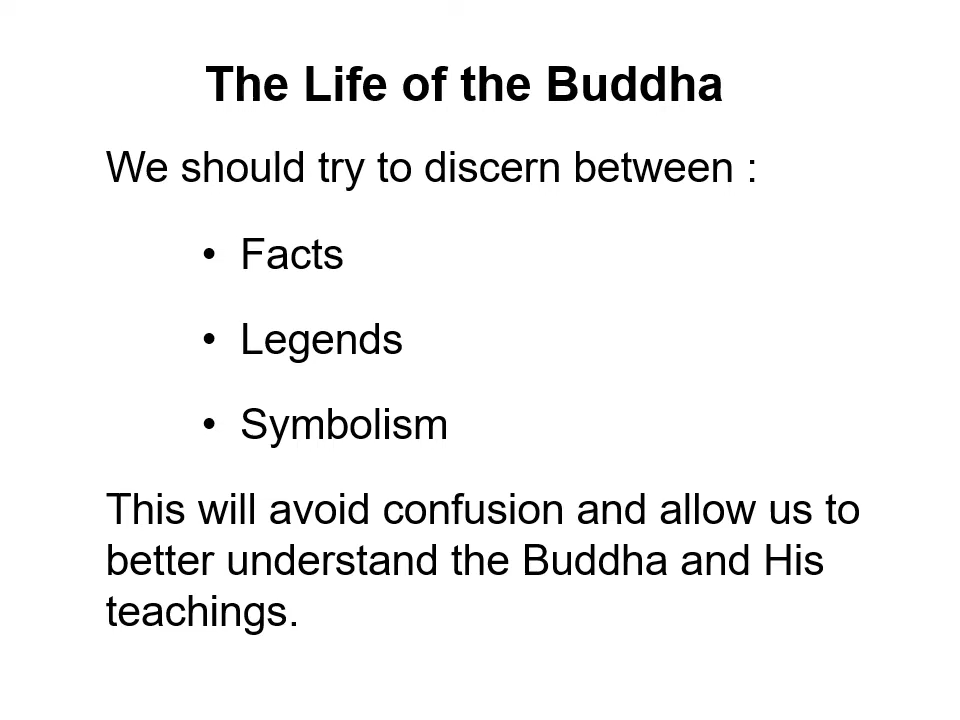 The Life of the Buddha
We should try to discern between :
• Facts
• Legends
• Symbolism
This will avoid confusion and allow us to
better understand the Buddha and His
teachings.